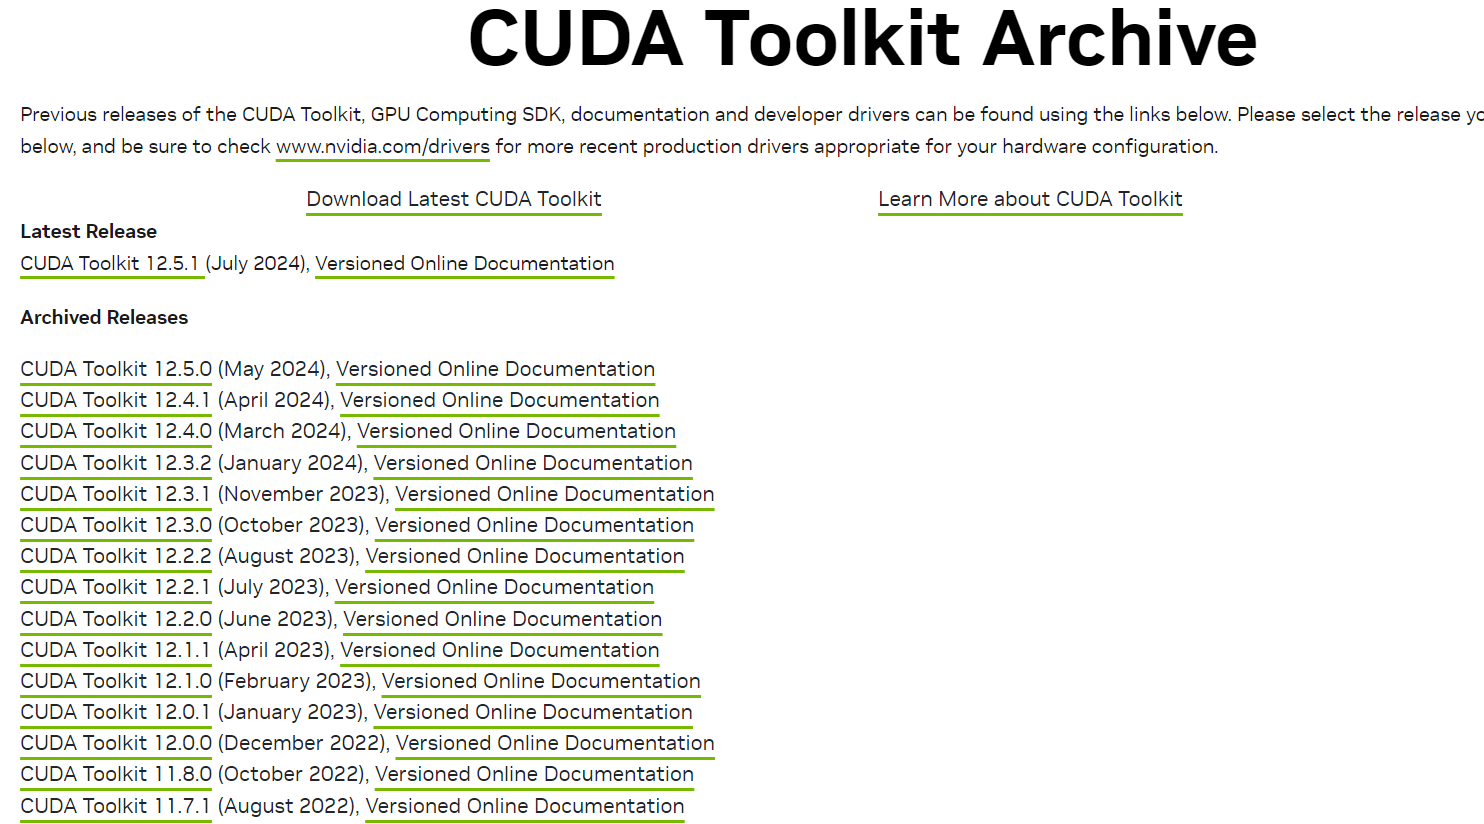 CUDA Toolkit Archive
Previous releases of the CUDA Toolkit, GPU Computing SDK, documentation and developer drivers can be found using the links below. Please select the release
below, and be sure to check www.nvidia.com/drivers for more recent production drivers appropriate for your hardware configuration.
Download Latest CUDA Toolkit Learn More about CUDA Toolkit
Latest Release
CUDA Toolkit 12.5.1 (July 2024), Versioned Online Documentation
Archived Releases
CUDA Toolkit 12.5.0 (May 2024), Versioned Online Documentation
CUDA Toolkit 12.4.1 (April 2024), Versioned Online Documentation
CUDA Toolkit 12.4.0 (March 2024), Versioned Online Documentation
CUDA Toolkit 12.3.2 (January 2024), Versioned Online Documentation
CUDA Toolkit 12.3.1 (November 2023), Versioned Online Documentation
CUDA Toolkit 12.3.0 (October 2023), Versioned Online Documentation
CUDA Toolkit 12.2.2 (August 2023), Versioned Online Documentation
CUDA Toolkit 12.2.1 (July 2023), Versioned Online Documentation
CUDA Toolkit 12.2.0 (June 2023), Versioned Online Documentation
CUDA Toolkit 12.1.1 (April 2023), Versioned Online Documentation
CUDA Toolkit 12.1.0 (February 2023), Versioned Online Documentation
CUDA Toolkit 12.0.1 (January 2023), Versioned Online Documentation
CUDA Toolkit 12.0.0 (December 2022), Versioned Online Documentation
CUDA Toolkit 11.8.0 (October 2022), Versioned Online Documentation
CUDA Toolkit 11.7.1 (August 2022), Versioned Online Documentation